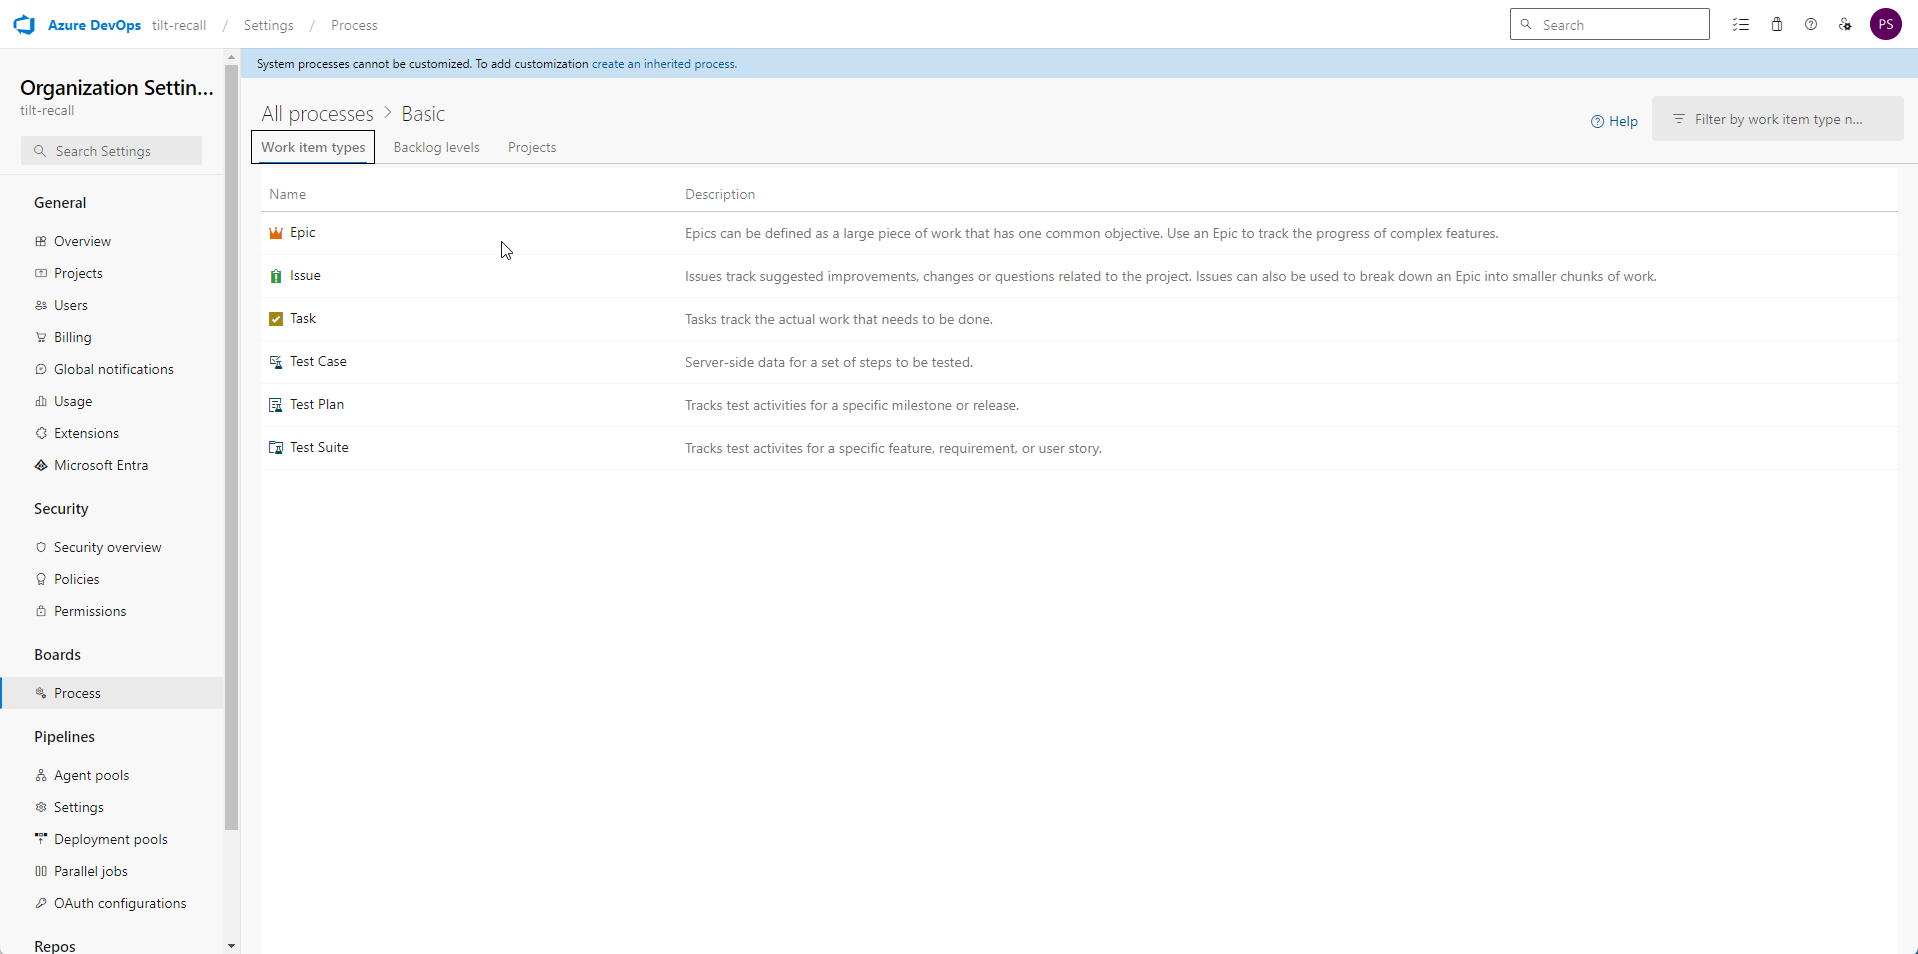 Azure DevOps tilt-recall / Settings / Process
Search
PS
Organization Settin...
tilt-recall
Search Settings
General
Overview
Projects
Users
Billing
Global notifications
Usage
Extensions
Microsoft Entra
Security
Security overview
Policies
Permissions
Boards
Process
Pipelines
Agent pools
Settings
Deployment pools
Parallel jobs
OAuth configurations
Repos
System processes cannot be customized. To add customization create an inherited process.
All processes > Basic
Help
Filter by work item type n...
Work item types Backlog levels Projects
Name Description
Epic Epics can be defined as a large piece of work that has one common objective. Use an Epic to track the progress of complex features.
Issue Issues track suggested improvements, changes or questions related to the project. Issues can also be used to break down an Epic into smaller chunks of work.
Task Tasks track the actual work that needs to be done.
Test Case Server-side data for a set of steps to be tested.
Test Plan Tracks test activities for a specific milestone or release.
Test Suite Tracks test activites for a specific feature, requirement, or user story.